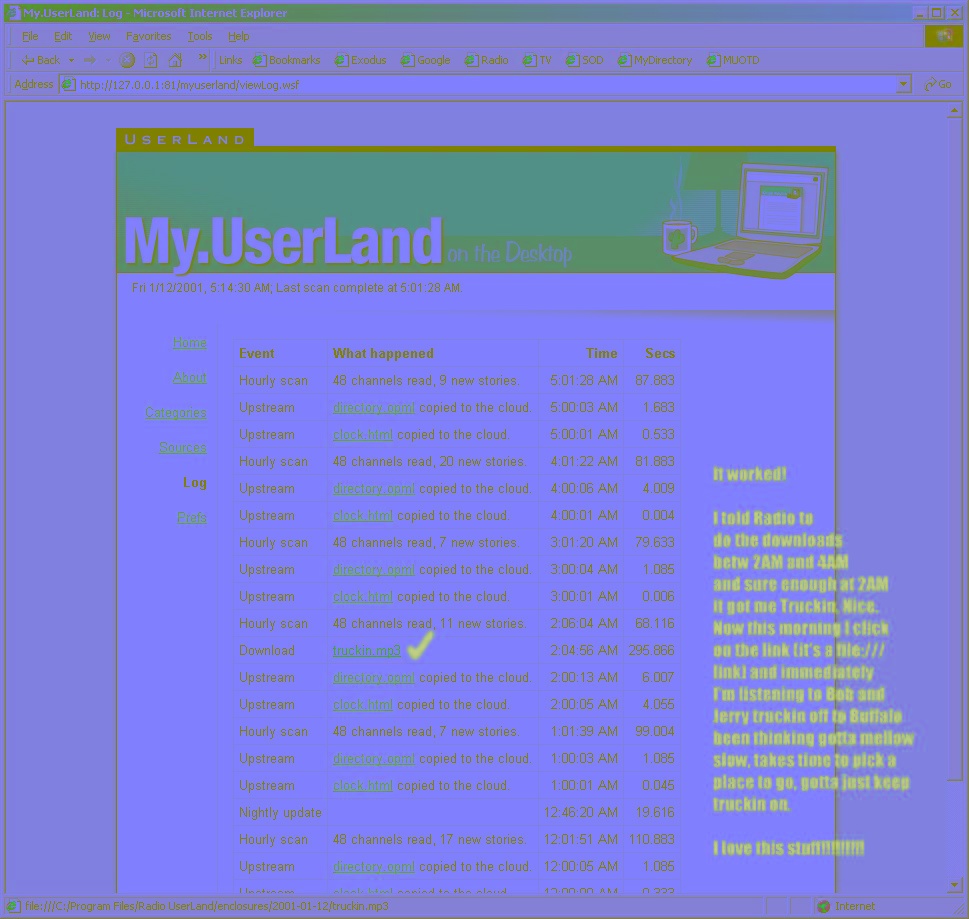 My.UserLand: Log - Microsoft Internet Explorer
File Edit View Favorites Tools Help
Back Links Bookmarks Exodus Google Radio TV SOD MyDirectory MUOTD
Address http://127.0.0.1:81/myuserland/viewLog.wsf Go
USERLAND
My.UserLand on the Desktop
Fri 1/12/2001, 5:14:30 AM; Last scan complete at 5:01:28 AM.
Home
About
Categories
Sources
Log
Prefs
Event What happened Time Secs
Hourly scan 48 channels read, 9 new stories. 5:01:28 AM 87.883
Upstream directory.opml copied to the cloud. 5:00:03 AM 1.683
Upstream clock.html copied to the cloud. 5:00:01 AM 0.533
Hourly scan 48 channels read, 20 new stories. 4:01:22 AM 81.883
Upstream directory.opml copied to the cloud. 4:00:06 AM 4.009
Upstream clock.html copied to the cloud. 4:00:01 AM 0.004
Hourly scan 48 channels read, 7 new stories. 3:01:20 AM 79.633
Upstream directory.opml copied to the cloud. 3:00:04 AM 1.085
Upstream clock.html copied to the cloud. 3:00:01 AM 0.006
Hourly scan 48 channels read, 11 new stories. 2:06:04 AM 68.116
Download truckin.mp3 2:04:56 AM 295.866
Upstream directory.opml copied to the cloud. 2:00:13 AM 6.007
Upstream clock.html copied to the cloud. 2:00:05 AM 4.055
Hourly scan 48 channels read, 7 new stories. 1:01:39 AM 99.004
Upstream directory.opml copied to the cloud. 1:00:03 AM 1.085
Upstream clock.html copied to the cloud. 1:00:01 AM 0.045
Nightly update 12:46:20 AM 19.616
Hourly scan 48 channels read, 17 new stories. 12:01:51 AM 110.883
Upstream directory.opml copied to the cloud. 12:00:05 AM 1.085
Upstream clock.html copied to the cloud. 12:00:00 AM 0.333
It worked!
I told Radio to
do the downloads
betw 2AM and 4AM
and sure enough at 2AM
it got me Truckin. Nice.
Now this morning I click
on the link (it's a file:///
link) and immediately
I'm listening to Bob and
Jerry truckin off to Buffalo
been thinking gotta mellow
slow, takes time to pick a
place to go, gotta just keep
truckin on.
I love this stuff!!!!!!!!!!
file:///C:/Program Files/Radio UserLand/enclosures/2001-01-12/truckin.mp3 Internet